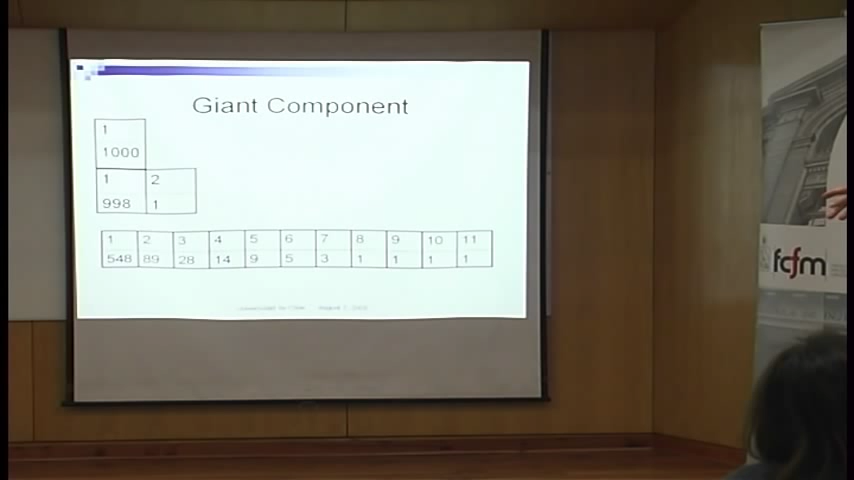 Giant Component
1
1000
1 2
998 1
1 2 3 4 5 6 7 8 9 10 11
548 89 28 14 9 5 3 1 1 1 1
fcfm